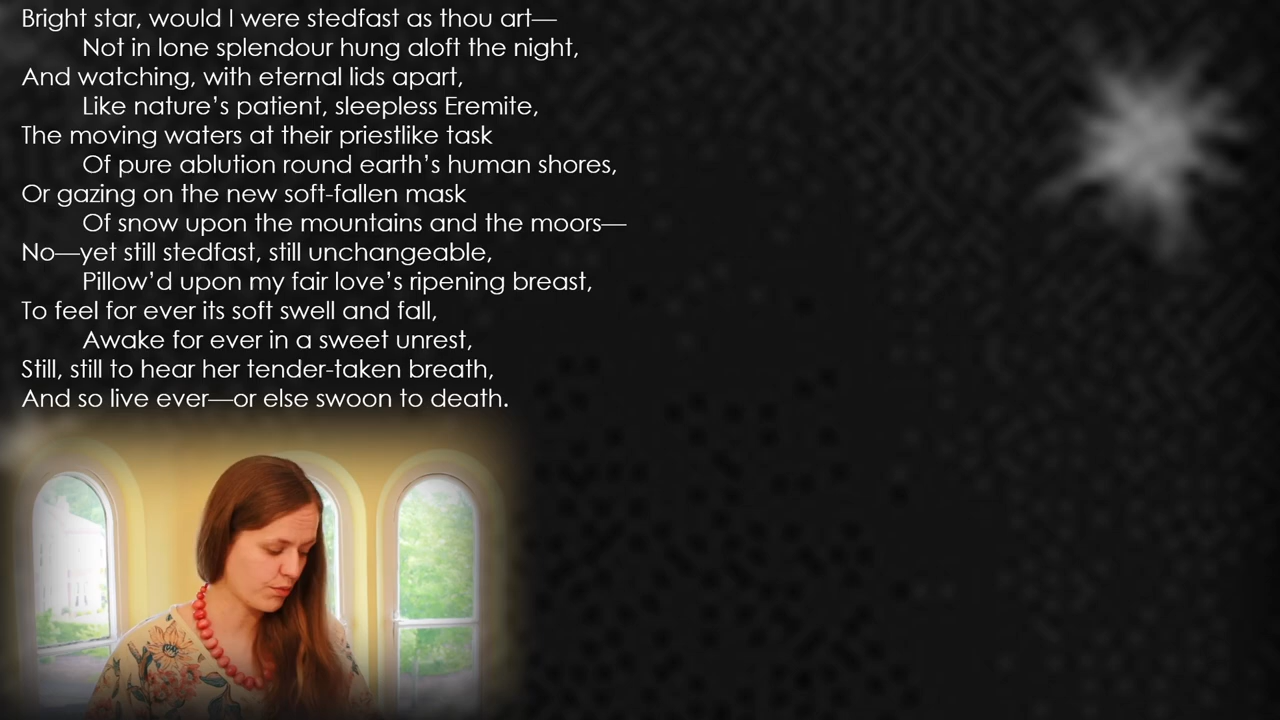 Bright star, would I were stedfast as thou art—
Not in lone splendour hung aloft the night,
And watching, with eternal lids apart,
Like nature’s patient, sleepless Eremite,
The moving waters at their priestlike task
Of pure ablution round earth’s human shores,
Or gazing on the new soft-fallen mask
Of snow upon the mountains and the moors—
No—yet still stedfast, still unchangeable,
Pillow’d upon my fair love’s ripening breast,
To feel for ever its soft swell and fall,
Awake for ever in a sweet unrest,
Still, still to hear her tender-taken breath,
And so live ever—or else swoon to death.